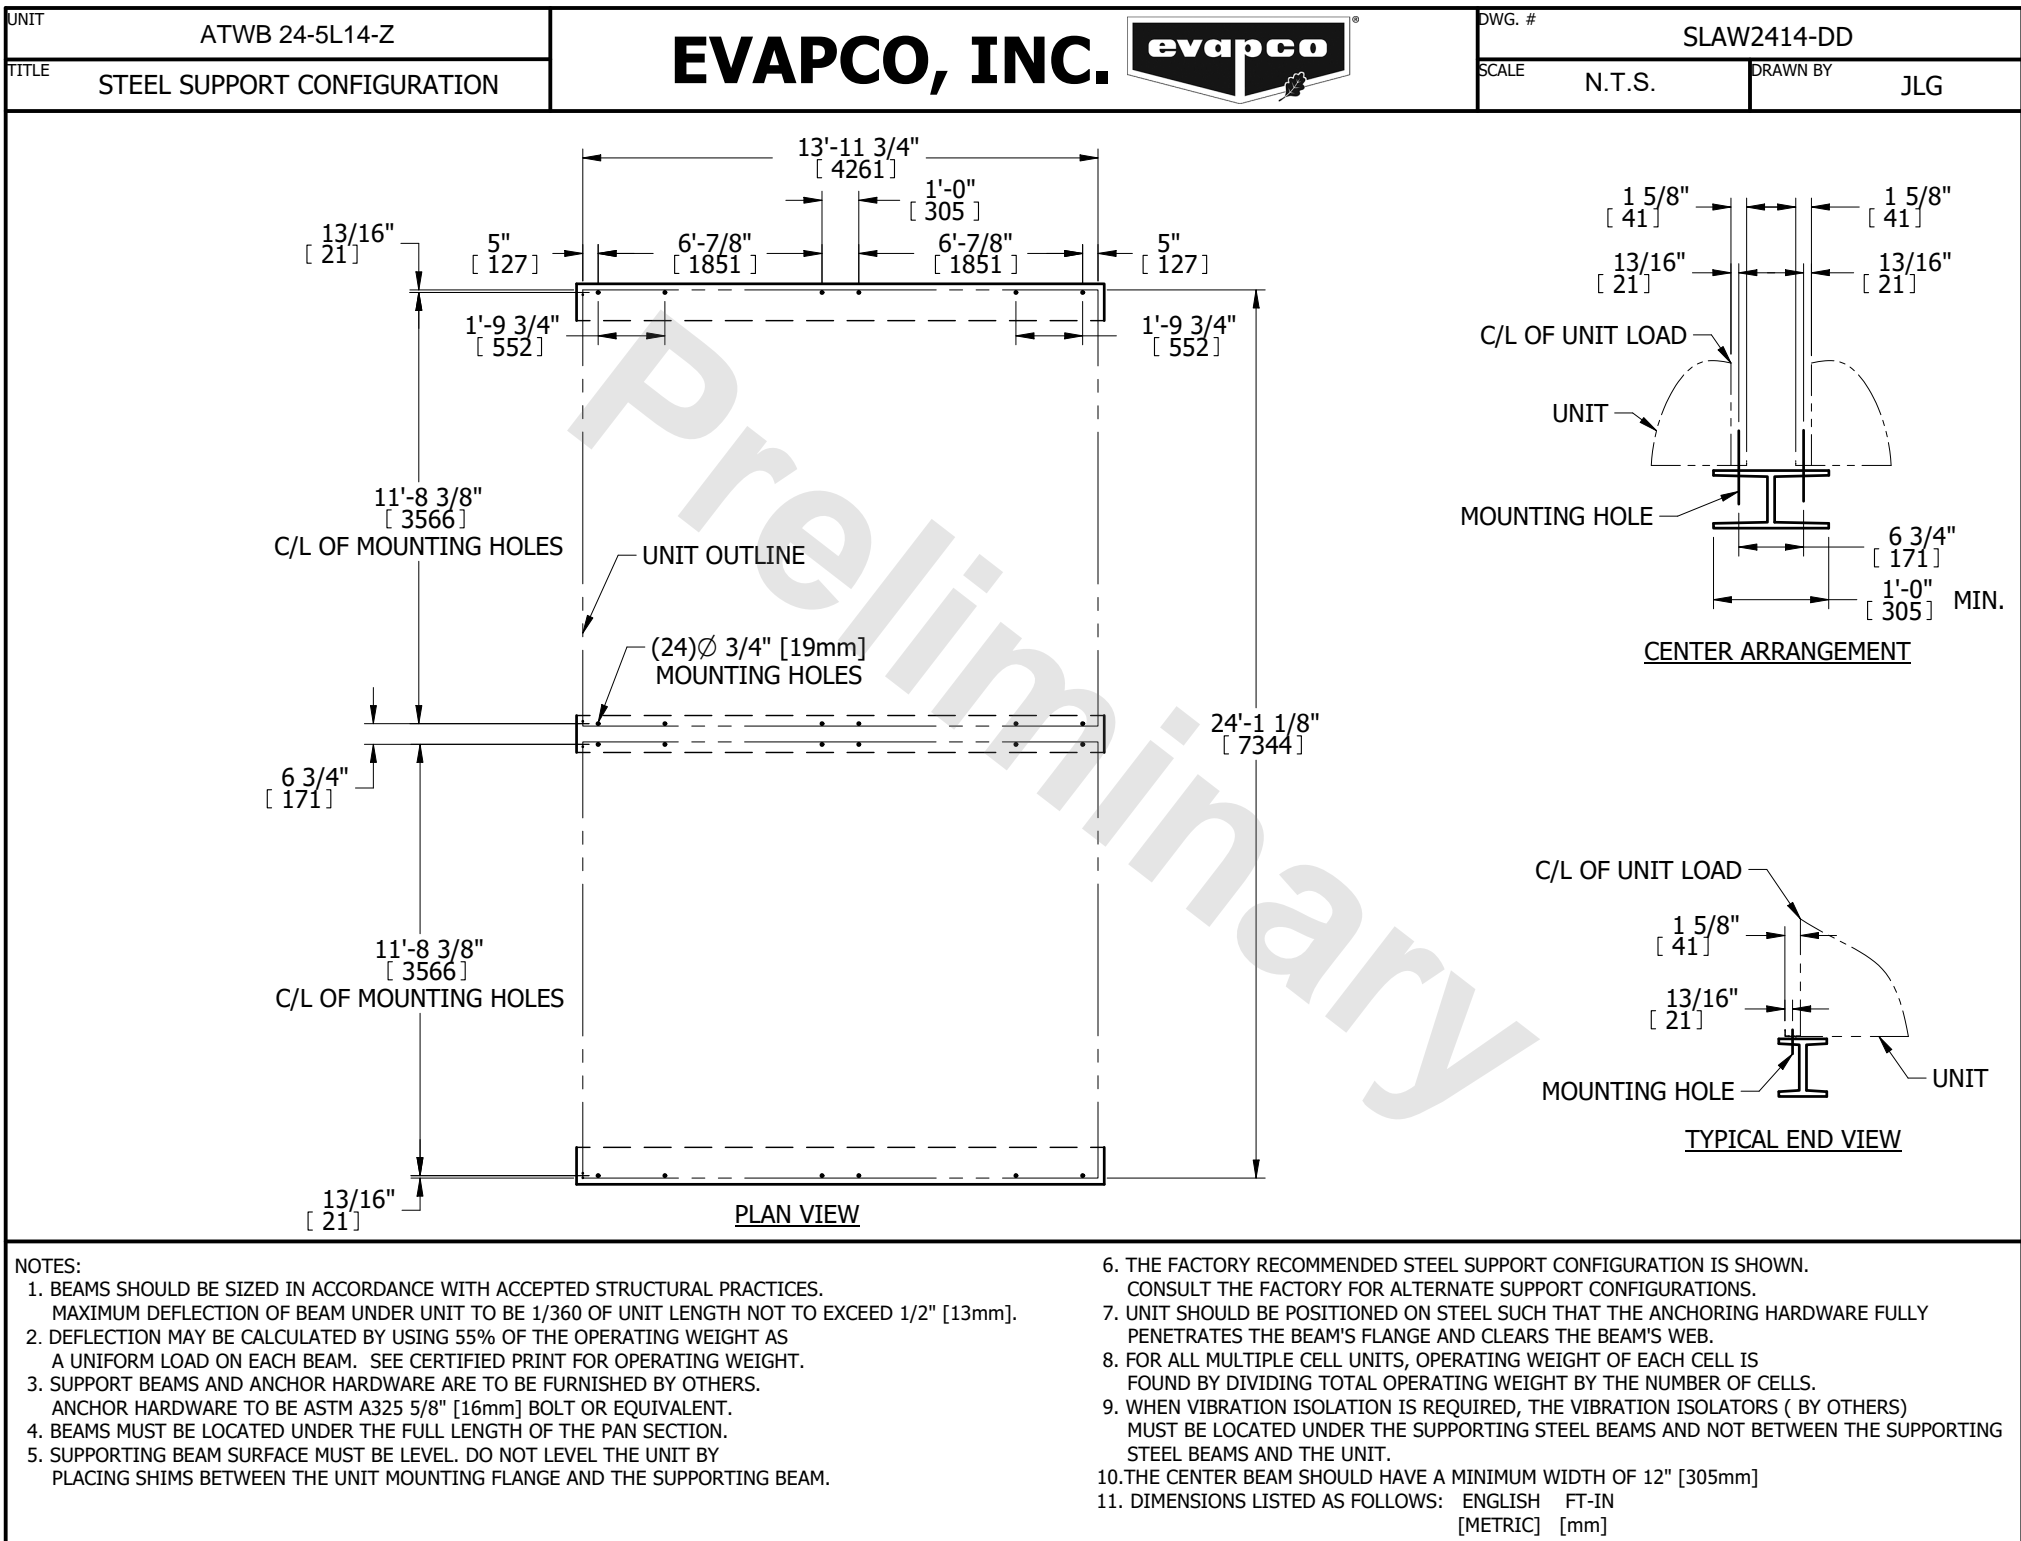 UNIT
ATWB 24-5L14-Z
TITLE
STEEL SUPPORT CONFIGURATION
EVAPCO, INC.
evapco
®
DWG. #
SLAW2414-DD
SCALE
N.T.S.
DRAWN BY
JLG
13'-11 3/4"
[ 4261]
1'-0"
[ 305 ]
13/16"
[ 21]
5"
[ 127]
6'-7/8"
[ 1851 ]
6'-7/8"
[ 1851 ]
5"
[ 127]
1'-9 3/4"
[ 552]
1'-9 3/4"
[ 552]
11'-8 3/8"
[ 3566]
C/L OF MOUNTING HOLES
UNIT OUTLINE
(24)∅ 3/4" [19mm]
MOUNTING HOLES
6 3/4"
[ 171]
24'-1 1/8"
[ 7344]
11'-8 3/8"
[ 3566]
C/L OF MOUNTING HOLES
13/16"
[ 21]
PLAN VIEW
Preliminary
1 5/8"
[ 41]
1 5/8"
[ 41]
13/16"
[ 21]
13/16"
[ 21]
C/L OF UNIT LOAD
UNIT
MOUNTING HOLE
6 3/4"
[ 171]
1'-0"
[ 305] MIN.
CENTER ARRANGEMENT
C/L OF UNIT LOAD
1 5/8"
[ 41]
13/16"
[ 21]
MOUNTING HOLE
UNIT
TYPICAL END VIEW
NOTES:
1. BEAMS SHOULD BE SIZED IN ACCORDANCE WITH ACCEPTED STRUCTURAL PRACTICES.
MAXIMUM DEFLECTION OF BEAM UNDER UNIT TO BE 1/360 OF UNIT LENGTH NOT TO EXCEED 1/2" [13mm].
2. DEFLECTION MAY BE CALCULATED BY USING 55% OF THE OPERATING WEIGHT AS
A UNIFORM LOAD ON EACH BEAM. SEE CERTIFIED PRINT FOR OPERATING WEIGHT.
3. SUPPORT BEAMS AND ANCHOR HARDWARE ARE TO BE FURNISHED BY OTHERS.
ANCHOR HARDWARE TO BE ASTM A325 5/8" [16mm] BOLT OR EQUIVALENT.
4. BEAMS MUST BE LOCATED UNDER THE FULL LENGTH OF THE PAN SECTION.
5. SUPPORTING BEAM SURFACE MUST BE LEVEL. DO NOT LEVEL THE UNIT BY
PLACING SHIMS BETWEEN THE UNIT MOUNTING FLANGE AND THE SUPPORTING BEAM.
6. THE FACTORY RECOMMENDED STEEL SUPPORT CONFIGURATION IS SHOWN.
CONSULT THE FACTORY FOR ALTERNATE SUPPORT CONFIGURATIONS.
7. UNIT SHOULD BE POSITIONED ON STEEL SUCH THAT THE ANCHORING HARDWARE FULLY
PENETRATES THE BEAM'S FLANGE AND CLEARS THE BEAM'S WEB.
8. FOR ALL MULTIPLE CELL UNITS, OPERATING WEIGHT OF EACH CELL IS
FOUND BY DIVIDING TOTAL OPERATING WEIGHT BY THE NUMBER OF CELLS.
9. WHEN VIBRATION ISOLATION IS REQUIRED, THE VIBRATION ISOLATORS ( BY OTHERS)
MUST BE LOCATED UNDER THE SUPPORTING STEEL BEAMS AND NOT BETWEEN THE SUPPORTING
STEEL BEAMS AND THE UNIT.
10.THE CENTER BEAM SHOULD HAVE A MINIMUM WIDTH OF 12" [305mm]
11. DIMENSIONS LISTED AS FOLLOWS: ENGLISH FT-IN
[METRIC] [mm]